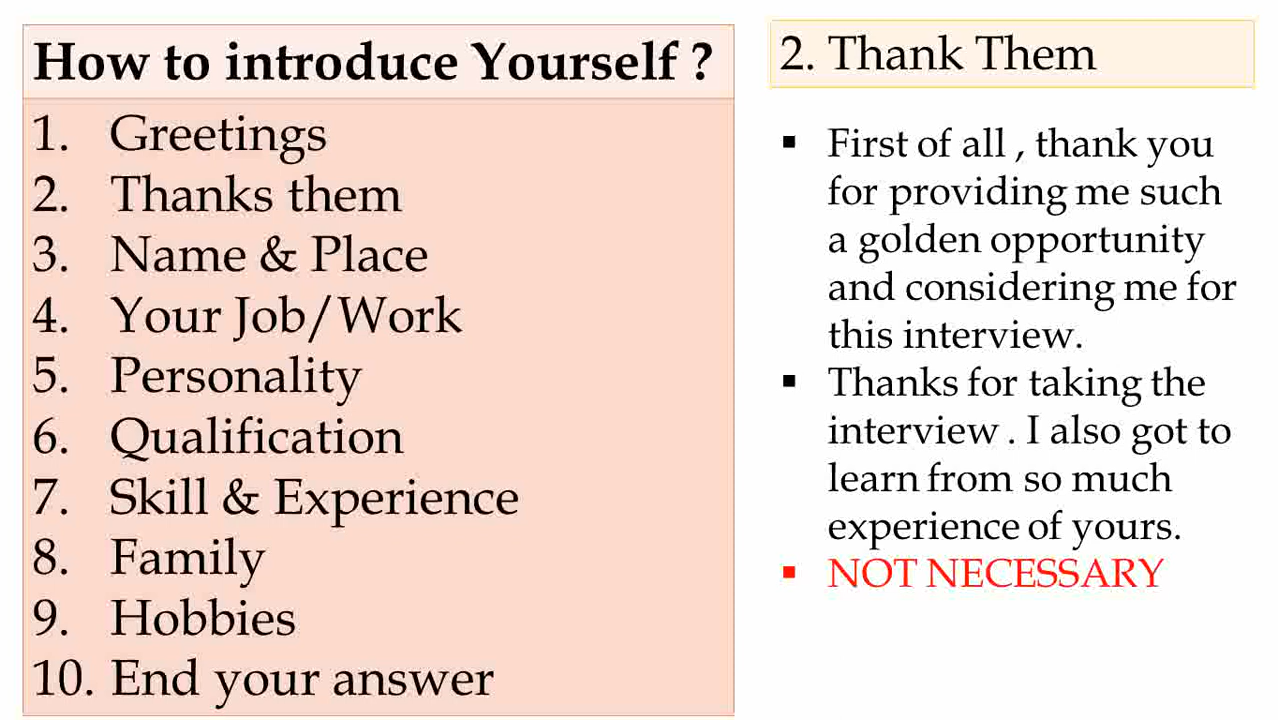 How to introduce Yourself ?
1. Greetings
2. Thanks them
3. Name & Place
4. Your Job/Work
5. Personality
6. Qualification
7. Skill & Experience
8. Family
9. Hobbies
10. End your answer
2. Thank Them
▪ First of all , thank you
for providing me such
a golden opportunity
and considering me for
this interview.
▪ Thanks for taking the
interview . I also got to
learn from so much
experience of yours.
▪ NOT NECESSARY